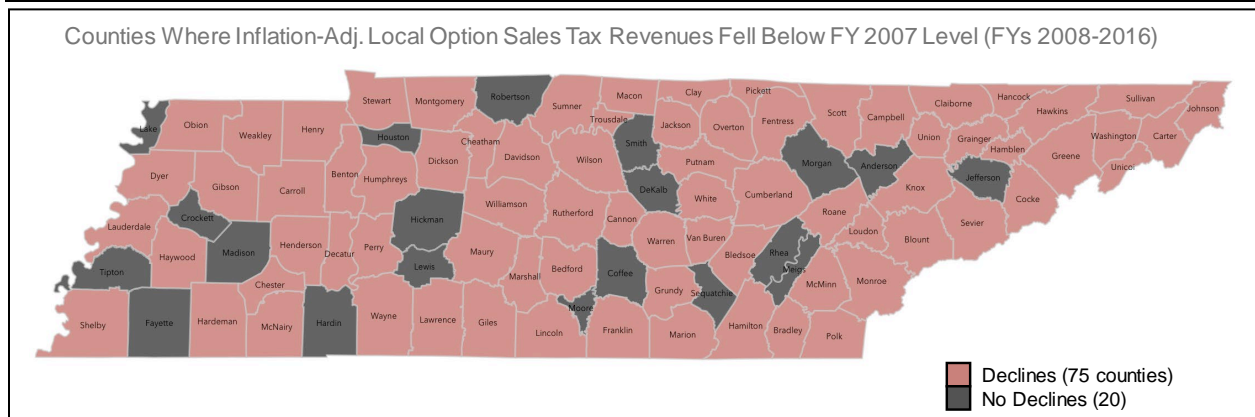 Counties Where Inflation-Adj. Local Option Sales Tax Revenues Fell Below FY 2007 Level (FYs 2008-2016)
Lake
Obion
Weakley
Henry
Stewart
Montgomery
Robertson
Sumner
Macon
Trousdale
Clay
Pickett
Jackson
Overton
Fentress
Scott
Campbell
Claiborne
Hancock
Hawkins
Sullivan
Johnson
Union
Grainger
Hamblen
Greene
Washington
Carter
Unicoi
Houston
Dickson
Cheatham
Davidson
Wilson
Smith
Putnam
Morgan
Anderson
Knox
Jefferson
Cocke
Dyer
Gibson
Carroll
Benton
Humphreys
Williamson
Rutherford
Cannon
DeKalb
White
Cumberland
Roane
Loudon
Blount
Sevier
Lauderdale
Crockett
Haywood
Madison
Henderson
Decatur
Perry
Hickman
Lewis
Maury
Marshall
Bedford
Coffee
Warren
Van Buren
Bledsoe
Rhea
Meigs
McMinn
Monroe
Tipton
Chester
Moore
Grundy
Sequatchie
Shelby
Fayette
Hardeman
McNairy
Hardin
Wayne
Lawrence
Giles
Lincoln
Franklin
Marion
Hamilton
Bradley
Polk
Declines (75 counties)
No Declines (20)